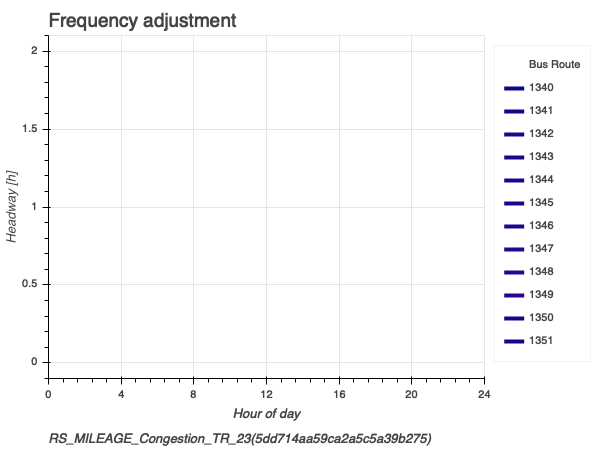 Frequency adjustment
2
1.5
1
0.5
0
Headway [h]
0 4 8 12 16 20 24
Hour of day
RS_MILEAGE_Congestion_TR_23(5dd714aa59ca2a5c5a39b275)
Bus Route
1340
1341
1342
1343
1344
1345
1346
1347
1348
1349
1350
1351